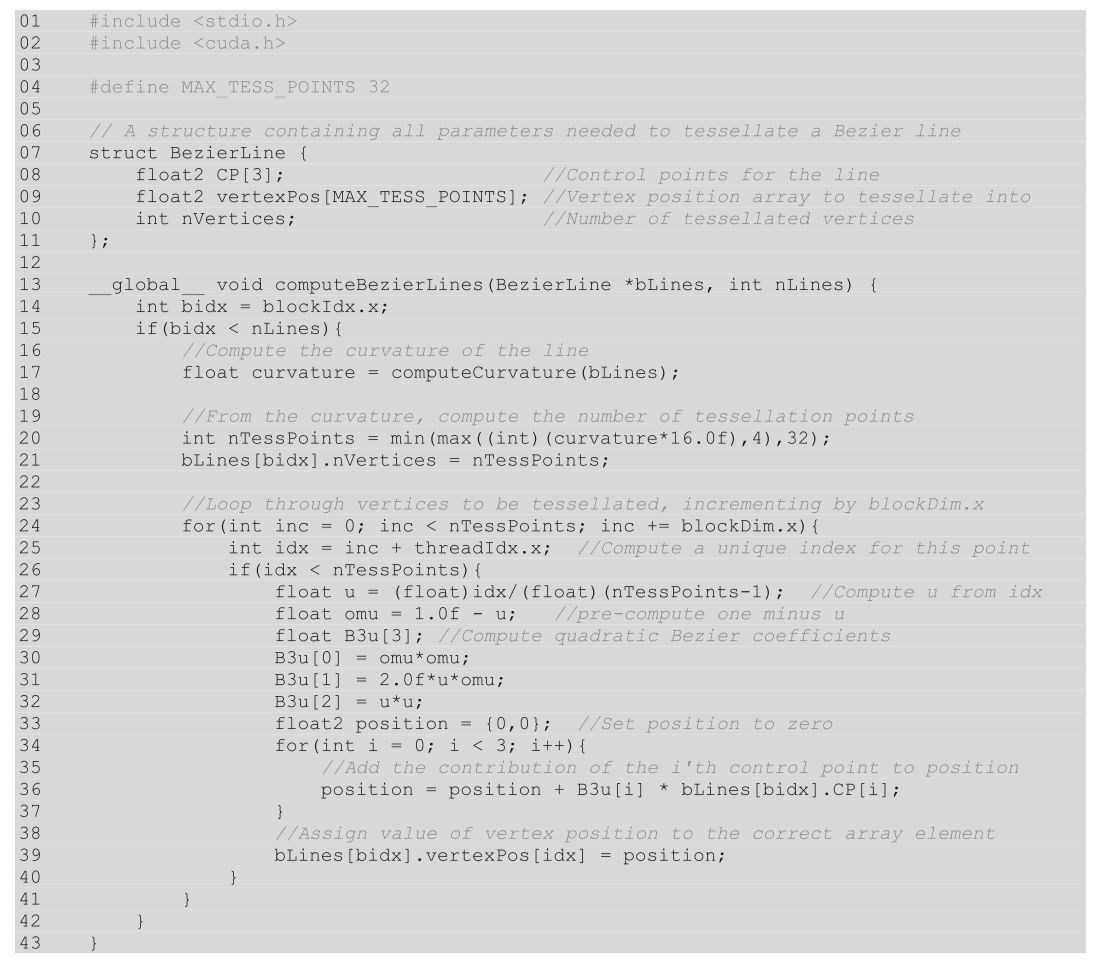 01 #include <stdio.h>
02 #include <cuda.h>
03
04 #define MAX_TESS_POINTS 32
05
06 // A structure containing all parameters needed to tessellate a Bezier line
07 struct BezierLine {
08     float2 CP[3];                      //Control points for the line
09     float2 vertexPos[MAX_TESS_POINTS]; //Vertex position array to tessellate into
10     int nVertices;                     //Number of tessellated vertices
11 };
12
13 __global__ void computeBezierLines(BezierLine *bLines, int nLines) {
14     int bidx = blockIdx.x;
15     if(bidx < nLines){
16         //Compute the curvature of the line
17         float curvature = computeCurvature(bLines);
18
19         //From the curvature, compute the number of tessellation points
20         int nTessPoints = min(max((int)(curvature*16.0f),4),32);
21         bLines[bidx].nVertices = nTessPoints;
22
23         //Loop through vertices to be tessellated, incrementing by blockDim.x
24         for(int inc = 0; inc < nTessPoints; inc += blockDim.x){
25             int idx = inc + threadIdx.x;  //Compute a unique index for this point
26             if(idx < nTessPoints){
27                 float u = (float)idx/(float)(nTessPoints-1);  //Compute u from idx
28                 float omu = 1.0f - u;   //pre-compute one minus u
29                 float B3u[3]; //Compute quadratic Bezier coefficients
30                 B3u[0] = omu*omu;
31                 B3u[1] = 2.0f*u*omu;
32                 B3u[2] = u*u;
33                 float2 position = {0,0};  //Set position to zero
34                 for(int i = 0; i < 3; i++){
35                     //Add the contribution of the i'th control point to position
36                     position = position + B3u[i] * bLines[bidx].CP[i];
37                 }
38                 //Assign value of vertex position to the correct array element
39                 bLines[bidx].vertexPos[idx] = position;
40             }
41         }
42     }
43 }